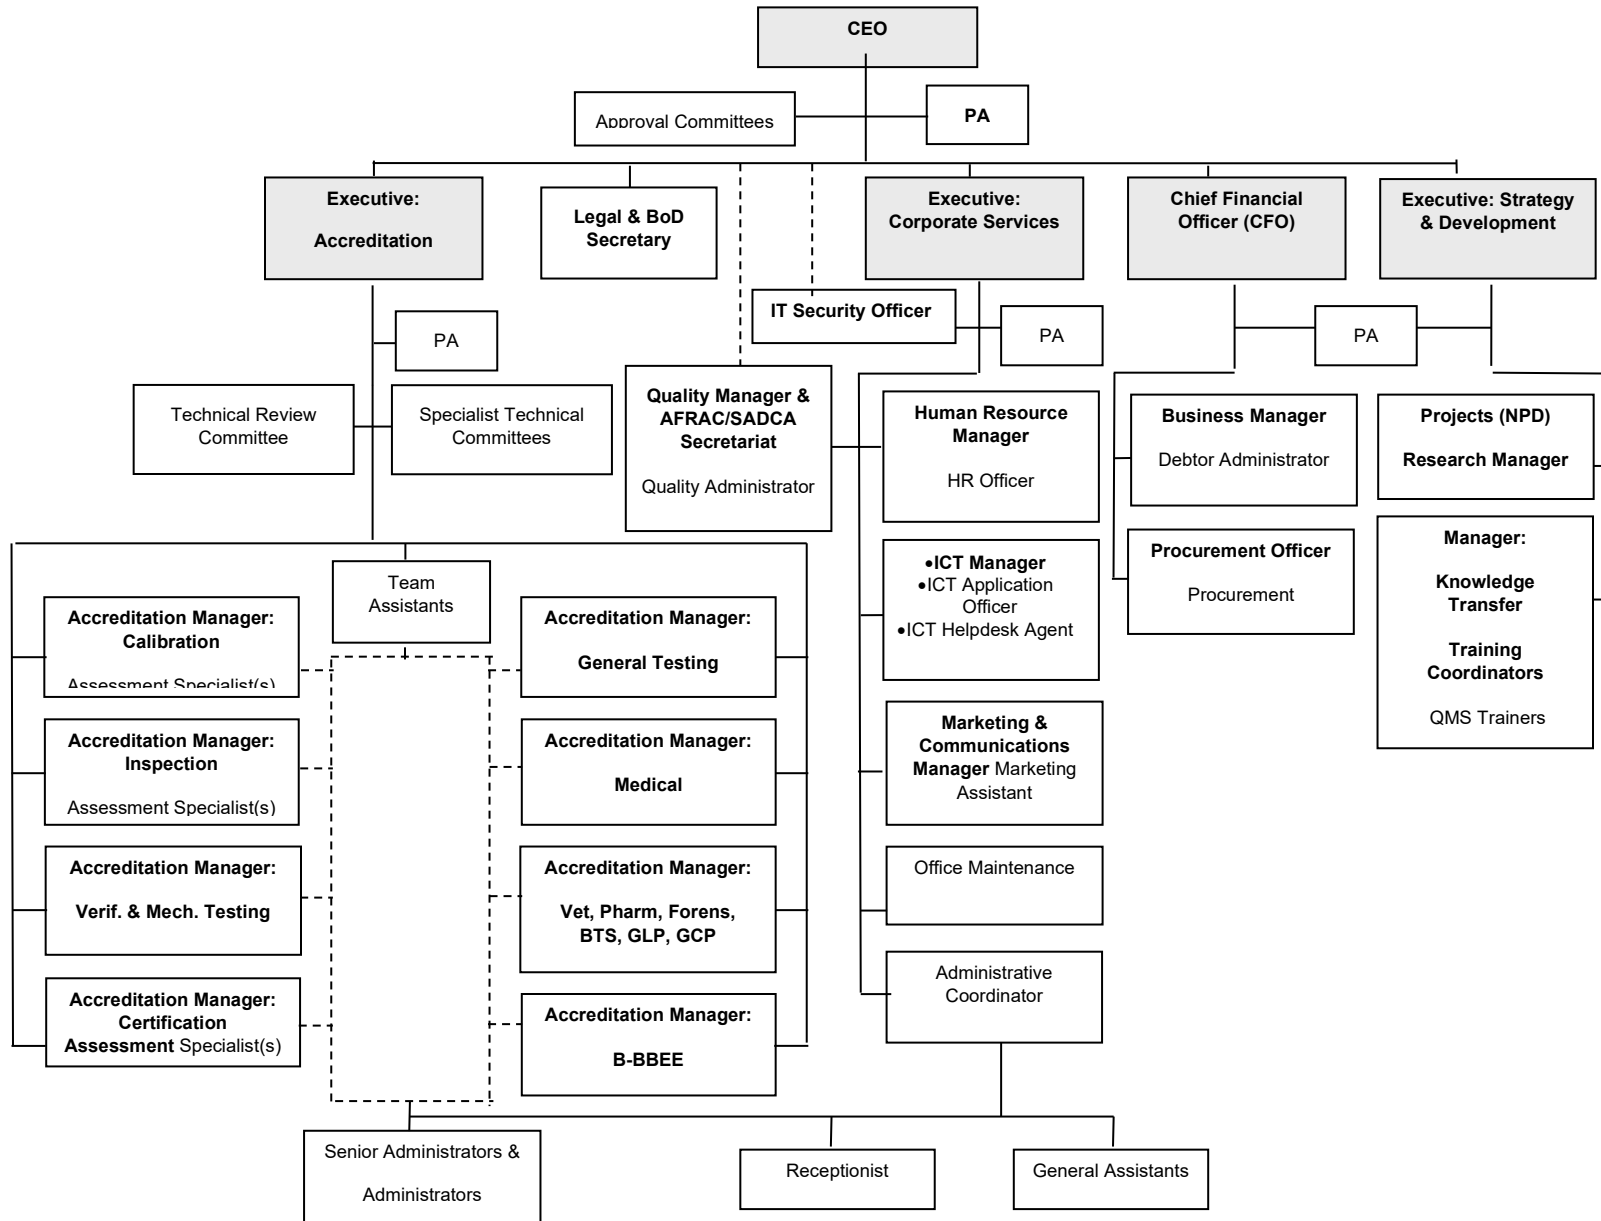 CEO
Approval Committees
PA
Executive:
Accreditation
Legal & BoD
Secretary
Executive:
Corporate Services
Chief Financial
Officer (CFO)
Executive: Strategy
& Development
IT Security Officer
PA
PA
PA
Technical Review
Committee
Specialist Technical
Committees
Quality Manager &
AFRAC/SADCA
Secretariat
Quality Administrator
Human Resource
Manager
HR Officer
Business Manager
Debtor Administrator
Projects (NPD)
Research Manager
•ICT Manager
•ICT Application
Officer
•ICT Helpdesk Agent
Procurement Officer
Procurement
Manager:
Knowledge
Transfer
Training
Coordinators
QMS Trainers
Team
Assistants
Accreditation Manager:
Calibration
Assessment Specialist(s)
Accreditation Manager:
General Testing
Accreditation Manager:
Inspection
Assessment Specialist(s)
Accreditation Manager:
Medical
Marketing &
Communications
Manager Marketing
Assistant
Accreditation Manager:
Verif. & Mech. Testing
Accreditation Manager:
Vet, Pharm, Forens,
BTS, GLP, GCP
Office Maintenance
Accreditation Manager:
Certification
Assessment Specialist(s)
Accreditation Manager:
B-BBEE
Administrative
Coordinator
Senior Administrators &
Administrators
Receptionist
General Assistants